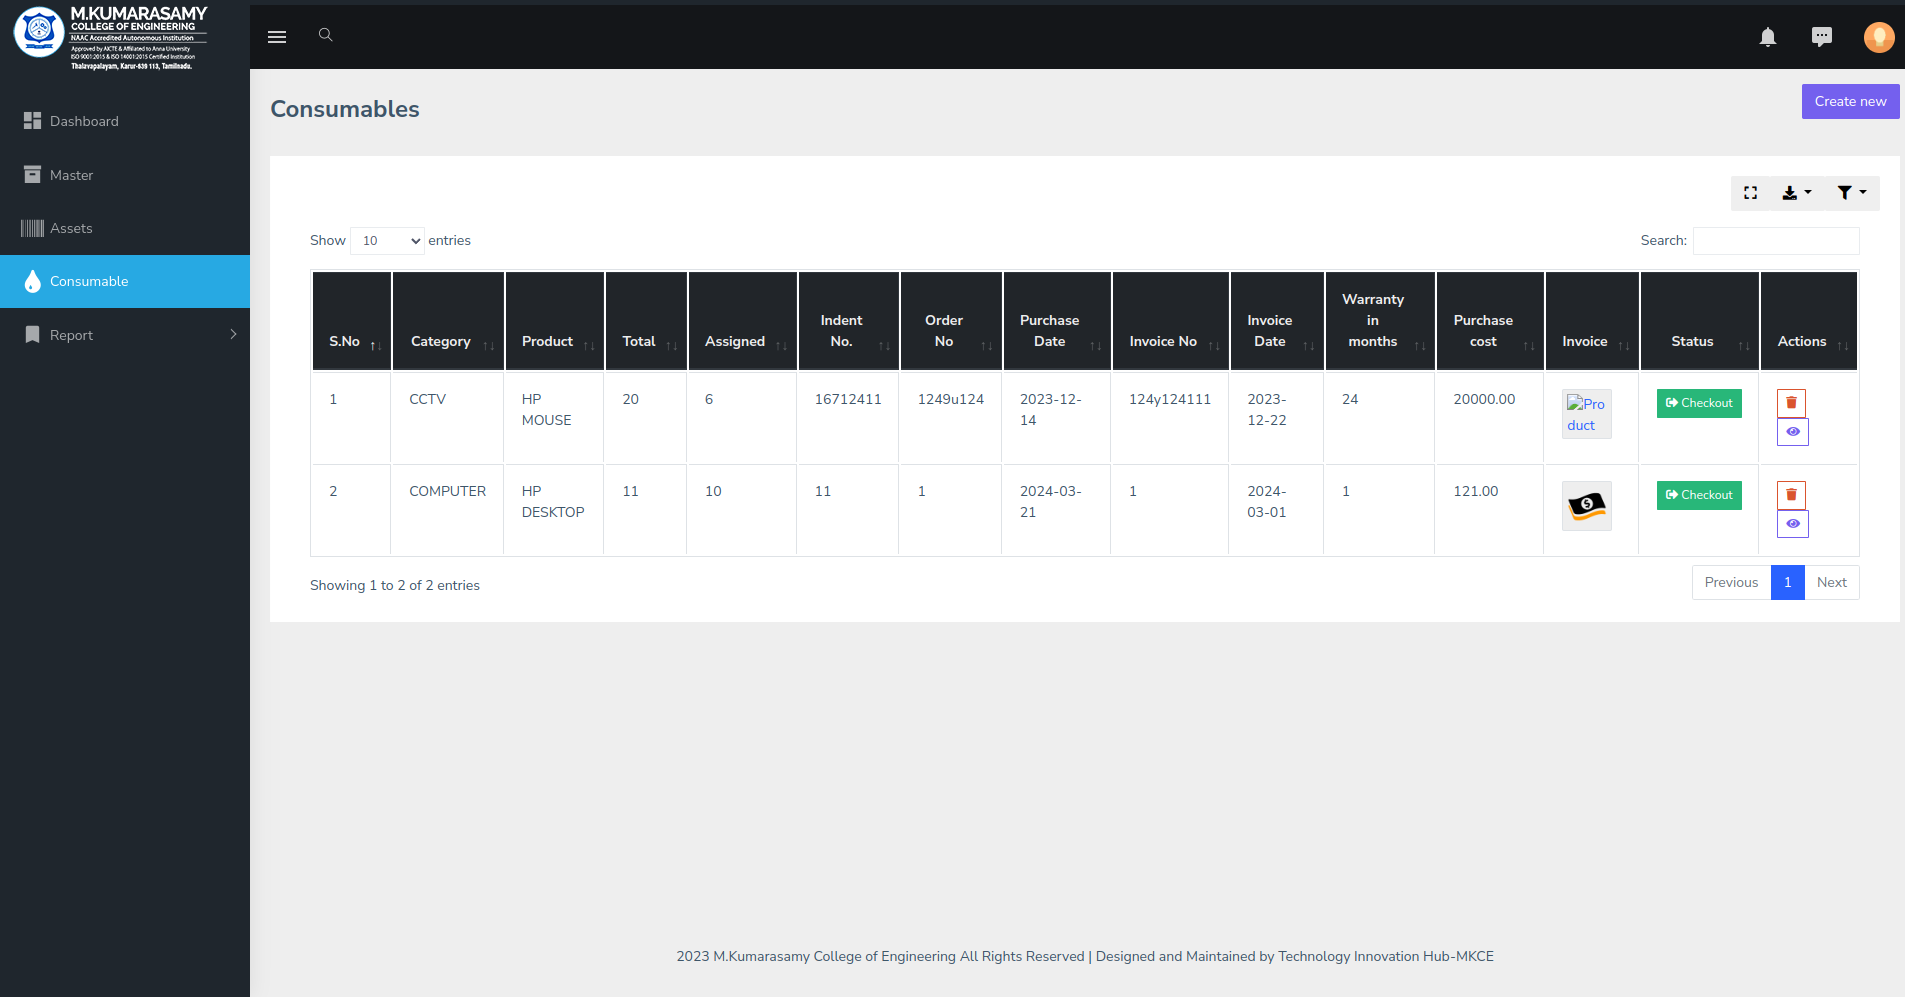 M.KUMARASAMY
COLLEGE OF ENGINEERING
NAAC Accredited Autonomous Institution
Approved by AICTE & Affiliated to Anna University
ISO 9001:2015 & ISO 14001:2015 Certified Institution
Thalavapalayam, Karur-639 113, Tamilnadu.
Dashboard
Master
Assets
Consumable
Report
Consumables
Create new
Show 10 entries
Search:
S.No Category Product Total Assigned Indent No. Order No Purchase Date Invoice No Invoice Date Warranty in months Purchase cost Invoice Status Actions
1 CCTV HP MOUSE 20 6 16712411 1249u124 2023-12-14 124y124111 2023-12-22 24 20000.00 Product Checkout
2 COMPUTER HP DESKTOP 11 10 11 1 2024-03-21 1 2024-03-01 1 121.00 Checkout
Showing 1 to 2 of 2 entries
Previous 1 Next
2023 M.Kumarasamy College of Engineering All Rights Reserved | Designed and Maintained by Technology Innovation Hub-MKCE